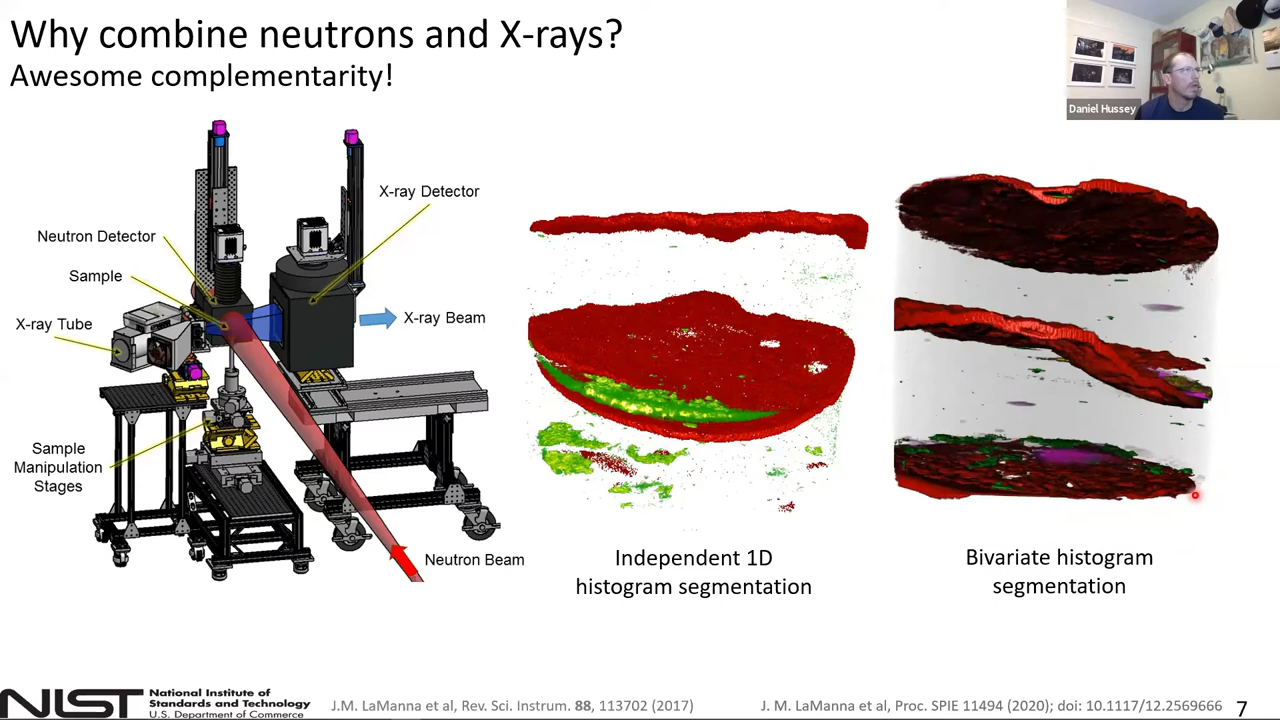 Why combine neutrons and X-rays?
Awesome complementarity!
Daniel Hussey
X-ray Detector
Neutron Detector
Sample
X-ray Tube
X-ray Beam
Sample
Manipulation
Stages
Neutron Beam
Independent 1D
histogram segmentation
Bivariate histogram
segmentation
NIST
National Institute of
Standards and Technology
U.S. Department of Commerce
J.M. LaManna et al, Rev. Sci. Instrum. 88, 113702 (2017)
J. M. LaManna et al, Proc. SPIE 11494 (2020); doi: 10.1117/12.2569666
7